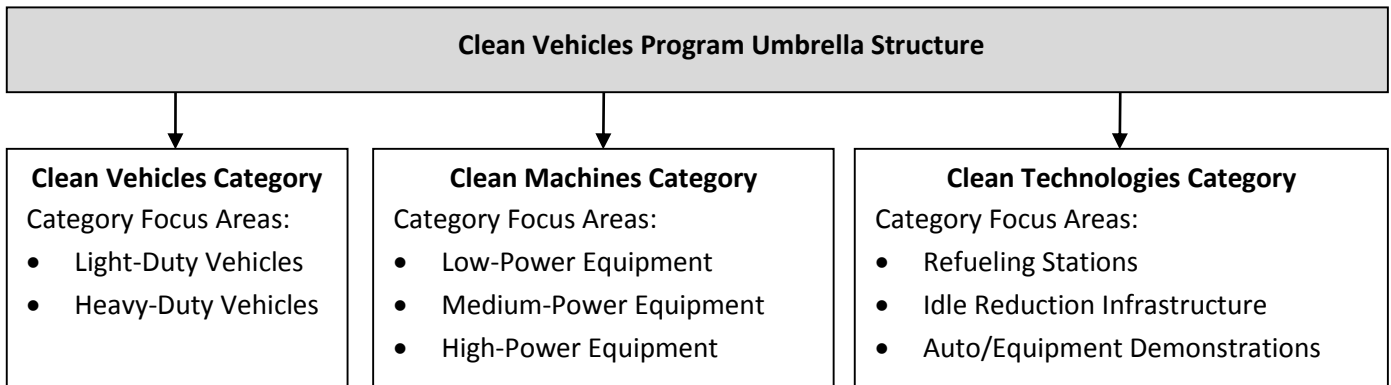 Clean Vehicles Program Umbrella Structure
Clean Vehicles Category
Category Focus Areas:
• Light-Duty Vehicles
• Heavy-Duty Vehicles
Clean Machines Category
Category Focus Areas:
• Low-Power Equipment
• Medium-Power Equipment
• High-Power Equipment
Clean Technologies Category
Category Focus Areas:
• Refueling Stations
• Idle Reduction Infrastructure
• Auto/Equipment Demonstrations